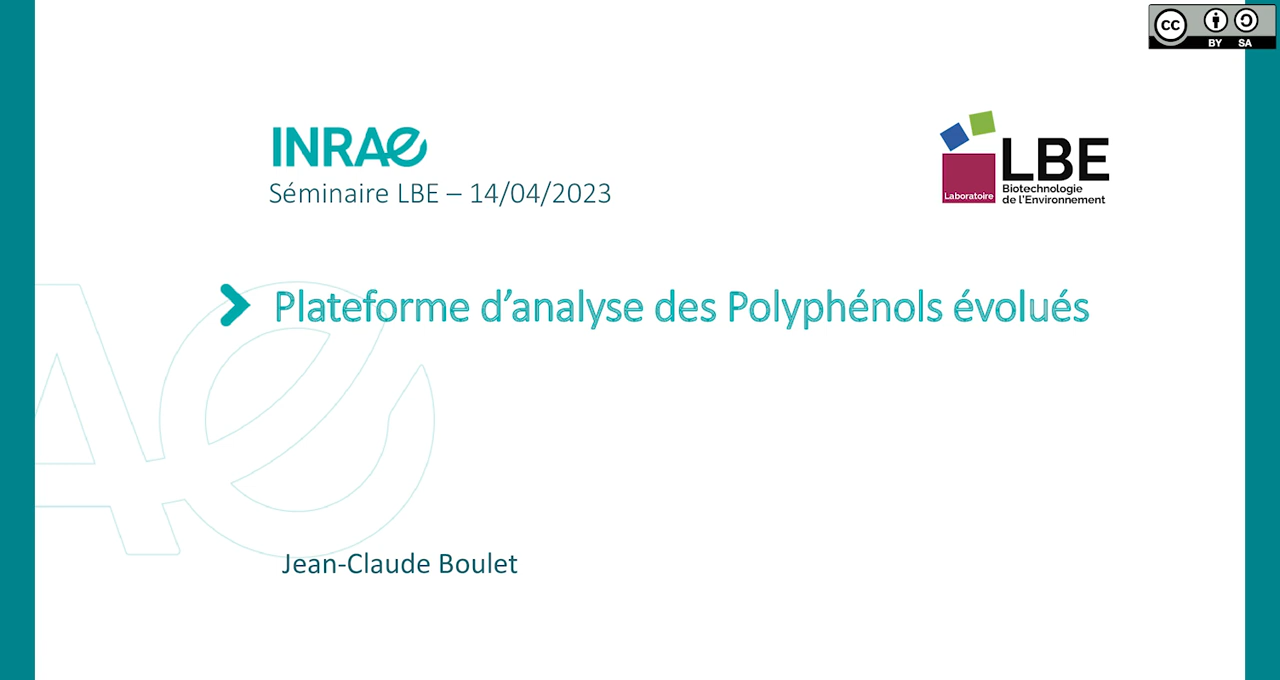 CC
BY SA
INRAE
Séminaire LBE – 14/04/2023
LBE
Laboratoire
Biotechnologie
de l'Environnement
Plateforme d'analyse des Polyphénols évolués
Jean-Claude Boulet